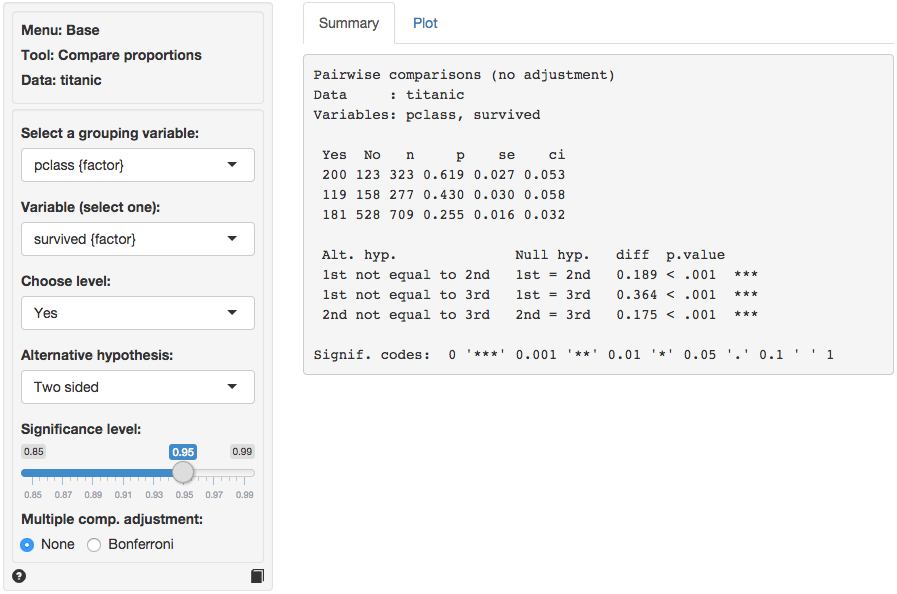 Menu: Base
Tool: Compare proportions
Data: titanic
Select a grouping variable:
pclass {factor}
Variable (select one):
survived {factor}
Choose level:
Yes
Alternative hypothesis:
Two sided
Significance level:
0.85 0.95 0.99
0.85 0.87 0.89 0.91 0.93 0.95 0.97 0.99
Multiple comp. adjustment:
None Bonferroni
?
Summary Plot
Pairwise comparisons (no adjustment)
Data     : titanic
Variables: pclass, survived
Yes  No   n     p    se    ci
200 123 323 0.619 0.027 0.053
119 158 277 0.430 0.030 0.058
181 528 709 0.255 0.016 0.032
Alt. hyp.              Null hyp.   diff  p.value
1st not equal to 2nd   1st = 2nd   0.189 < .001  ***
1st not equal to 3rd   1st = 3rd   0.364 < .001  ***
2nd not equal to 3rd   2nd = 3rd   0.175 < .001  ***
Signif. codes:  0 '***' 0.001 '**' 0.01 '*' 0.05 '.' 0.1 ' ' 1